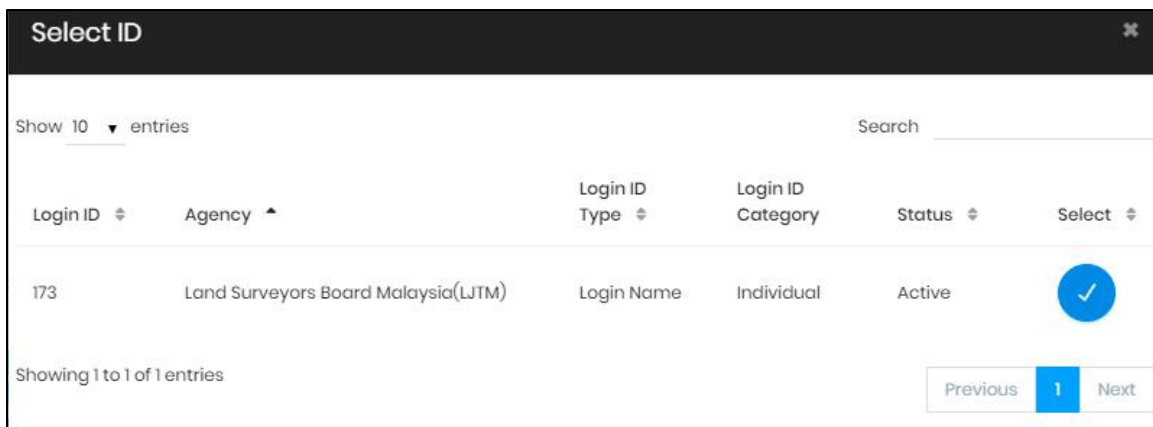 Select ID
Show 10 entries
Search
Login ID
Agency
Login ID
Type
Login ID
Category
Status
Select
173
Land Surveyors Board Malaysia(LJTM)
Login Name
Individual
Active
Showing 1 to 1 of 1 entries
Previous
1
Next